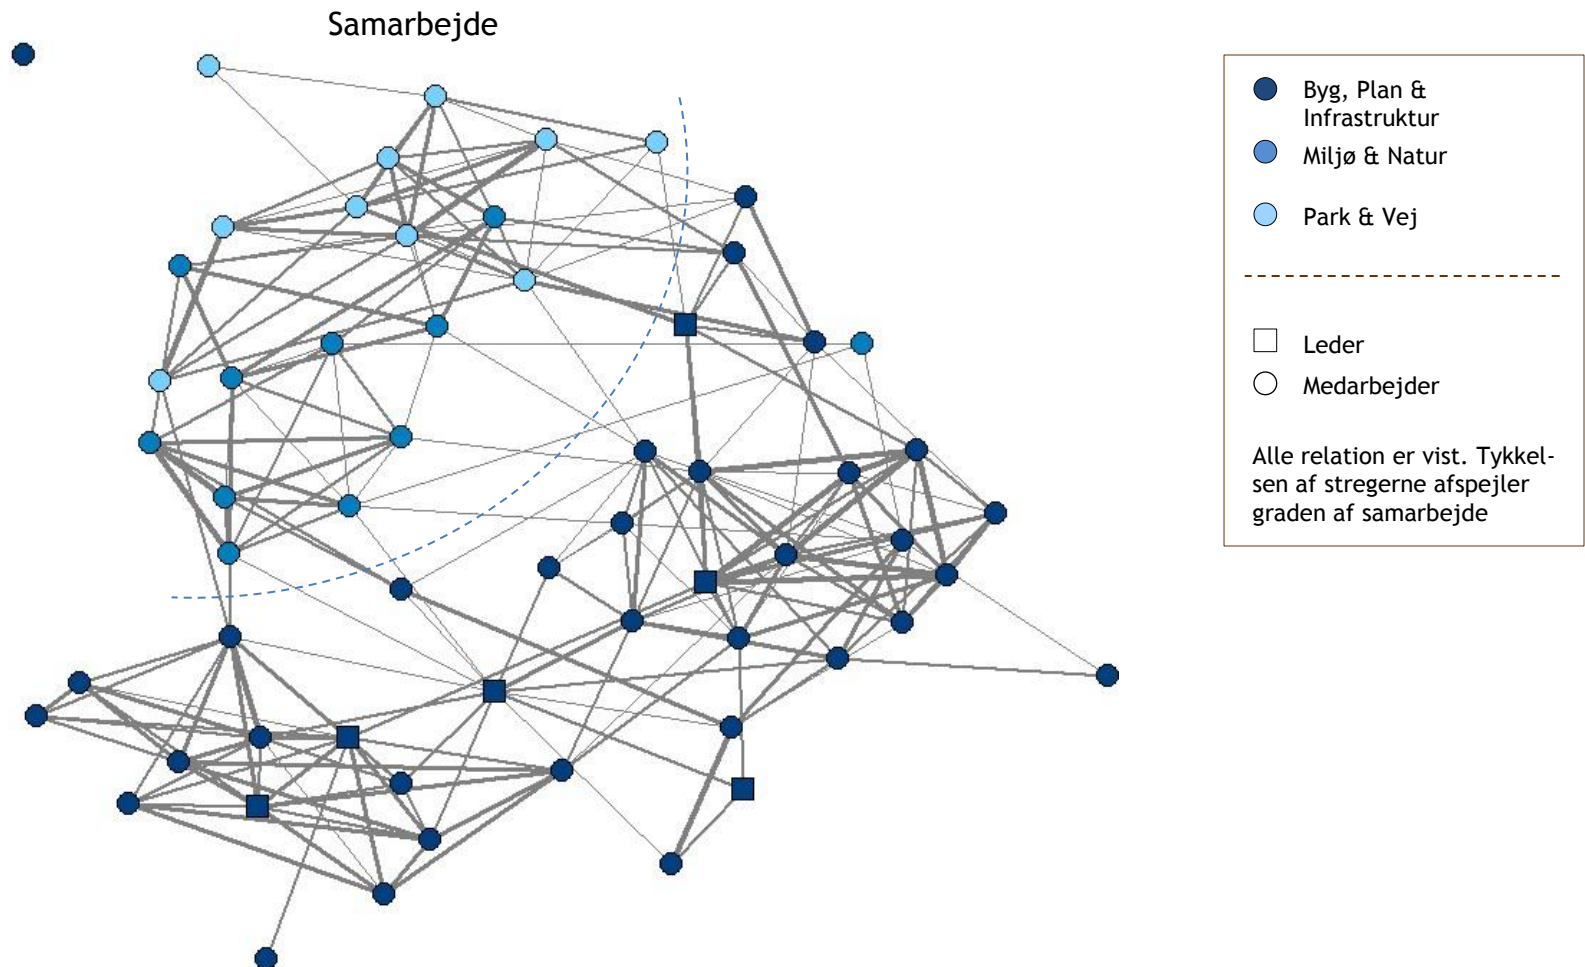 Samarbejde
Byg, Plan &
Infrastruktur
Miljø & Natur
Park & Vej
Leder
Medarbejder
Alle relation er vist. Tykkel-
sen af stregerne afspejler
graden af samarbejde